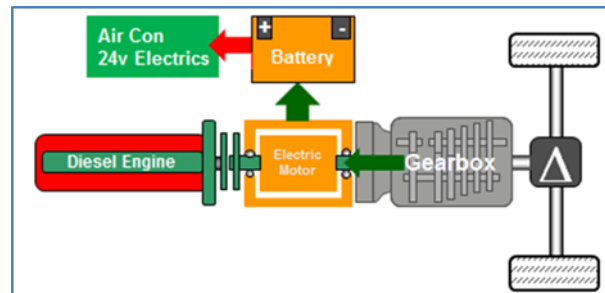 Air Con
24v Electrics
+ -
Battery
Diesel Engine
Electric
Motor
Gearbox
Δ